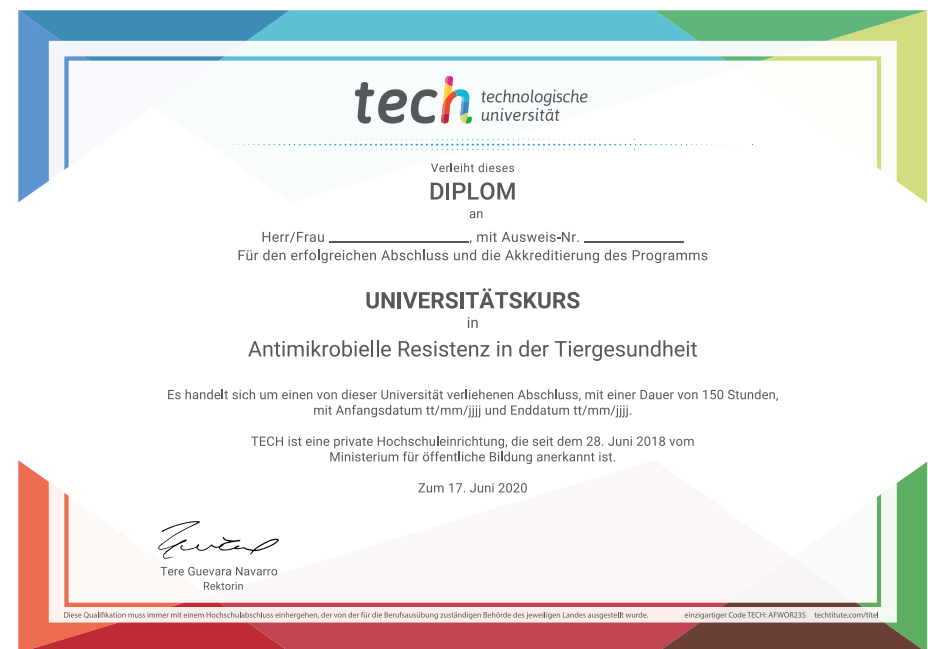 tech technologische
universität
Verleiht dieses
DIPLOM
an
Herr/Frau ____________________, mit Ausweis-Nr. ______________
Für den erfolgreichen Abschluss und die Akkreditierung des Programms
UNIVERSITÄTSKURS
in
Antimikrobielle Resistenz in der Tiergesundheit
Es handelt sich um einen von dieser Universität verliehenen Abschluss, mit einer Dauer von 150 Stunden,
mit Anfangsdatum tt/mm/jjjj und Enddatum tt/mm/jjjj.
TECH ist eine private Hochschuleinrichtung, die seit dem 28. Juni 2018 vom
Ministerium für öffentliche Bildung anerkannt ist.
Zum 17. Juni 2020
Tere Guevara Navarro
Rektorin
Diese Qualifikation muss immer mit einem Hochschulabschluss einhergehen, der von der für die Berufsausübung zuständigen Behörde des jeweiligen Landes ausgestellt wurde. einzigartiger Code TECH: AFWOR235 techtitute.com/titel